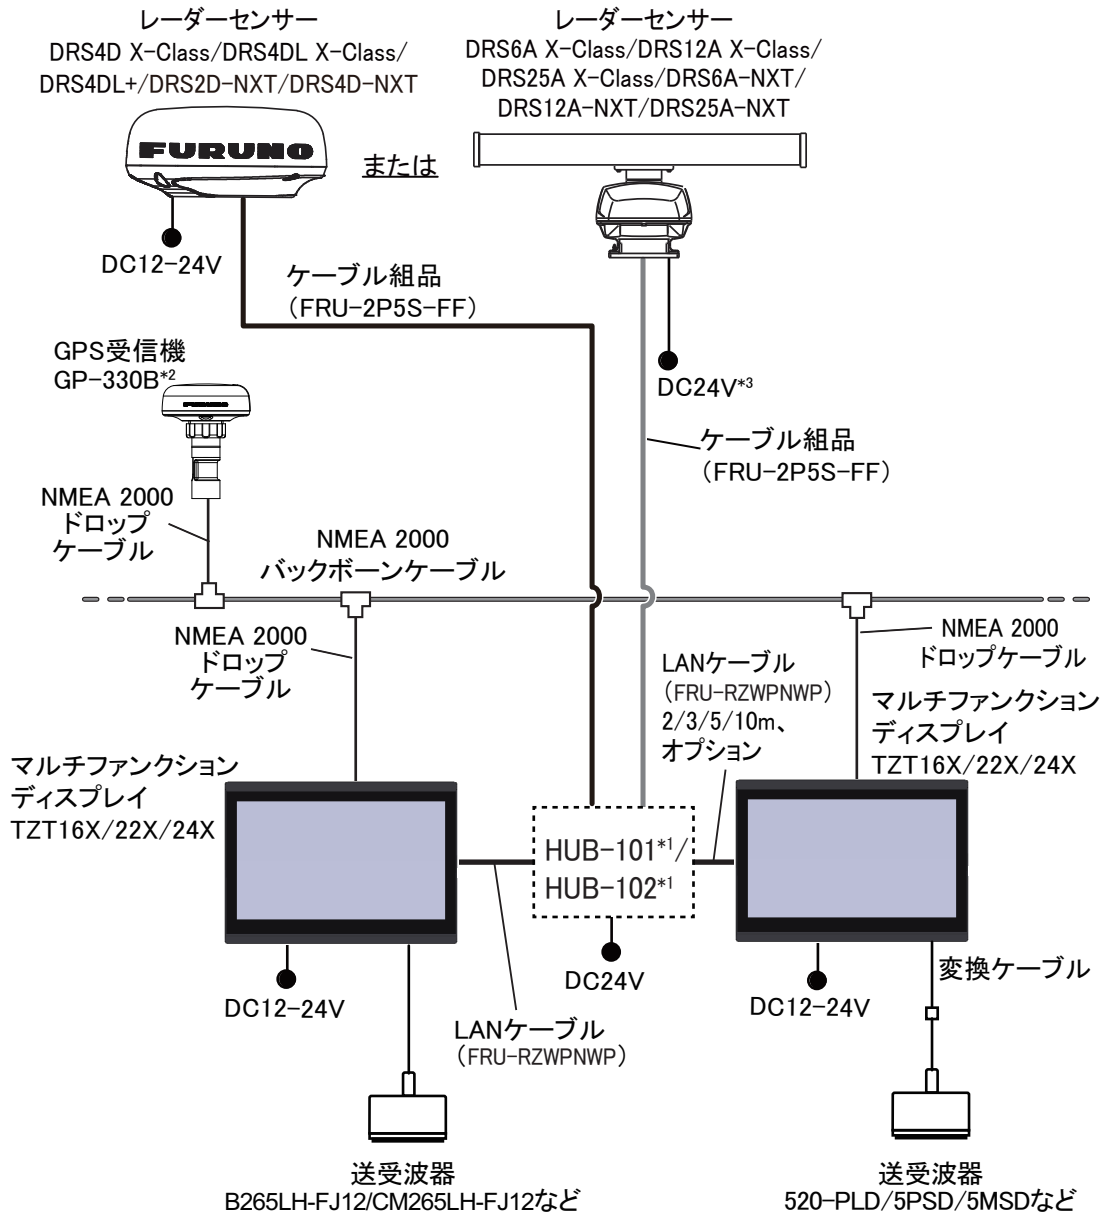 レーダーセンサー
DRS4D X-Class/DRS4DL X-Class/
DRS4DL+/DRS2D-NXT/DRS4D-NXT
レーダーセンサー
DRS6A X-Class/DRS12A X-Class/
DRS25A X-Class/DRS6A-NXT/
DRS12A-NXT/DRS25A-NXT
FURUNO
または
DC12-24V
ケーブル組品
(FRU-2P5S-FF)
GPS受信機
GP-330B*2
FURUNO
DC24V*3
ケーブル組品
(FRU-2P5S-FF)
NMEA 2000
ドロップ
ケーブル
NMEA 2000
バックボーンケーブル
NMEA 2000
ドロップ
ケーブル
NMEA 2000
ドロップケーブル
LANケーブル
(FRU-RZWPNWP)
2/3/5/10m、
オプション
マルチファンクション
ディスプレイ
TZT16X/22X/24X
マルチファンクション
ディスプレイ
TZT16X/22X/24X
HUB-101*1/
HUB-102*1
DC12-24V
DC24V
DC12-24V
変換ケーブル
LANケーブル
(FRU-RZWPNWP)
送受波器
B265LH-FJ12/CM265LH-FJ12など
送受波器
520-PLD/5PSD/5MSDなど